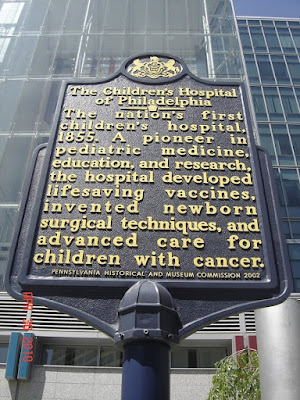 The Children's Hospital
of Philadelphia
The nation's first
children's hospital,
1855. A pioneer in
pediatric medicine,
education, and research,
the hospital developed
lifesaving vaccines,
invented newborn
surgical techniques, and
advanced care for
children with cancer.
PENNSYLVANIA HISTORICAL AND MUSEUM COMMISSION 2002